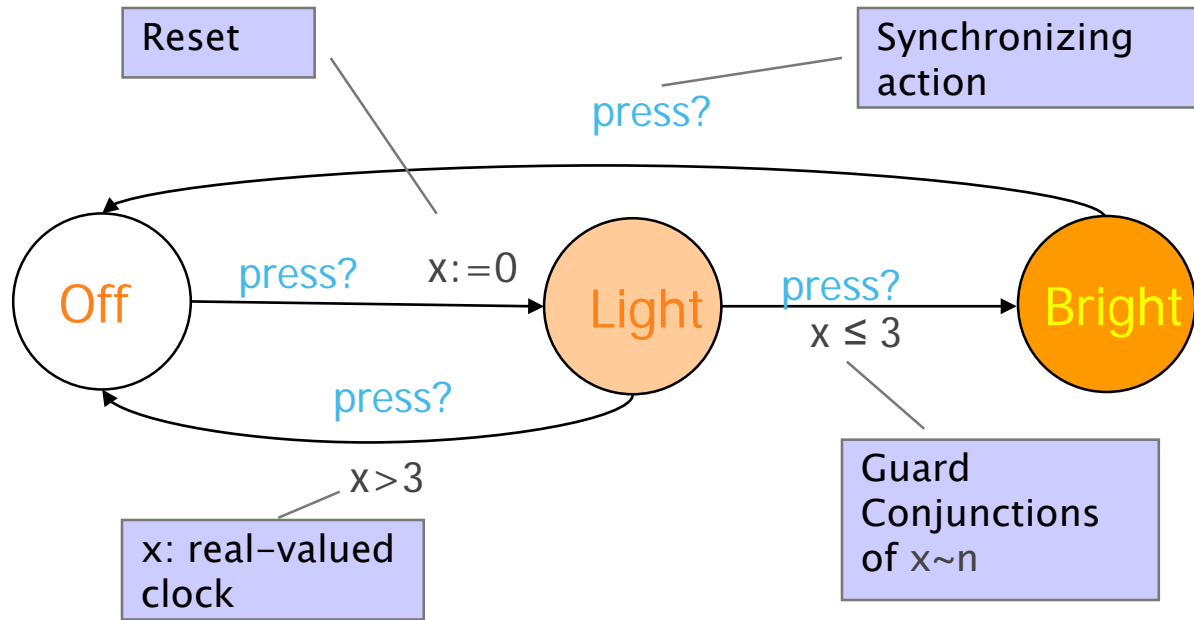 Reset
Synchronizing
action
press?
Off
press?
x:=0
Light
press?
x ≤ 3
Bright
press?
x>3
x: real-valued
clock
Guard
Conjunctions
of x~n